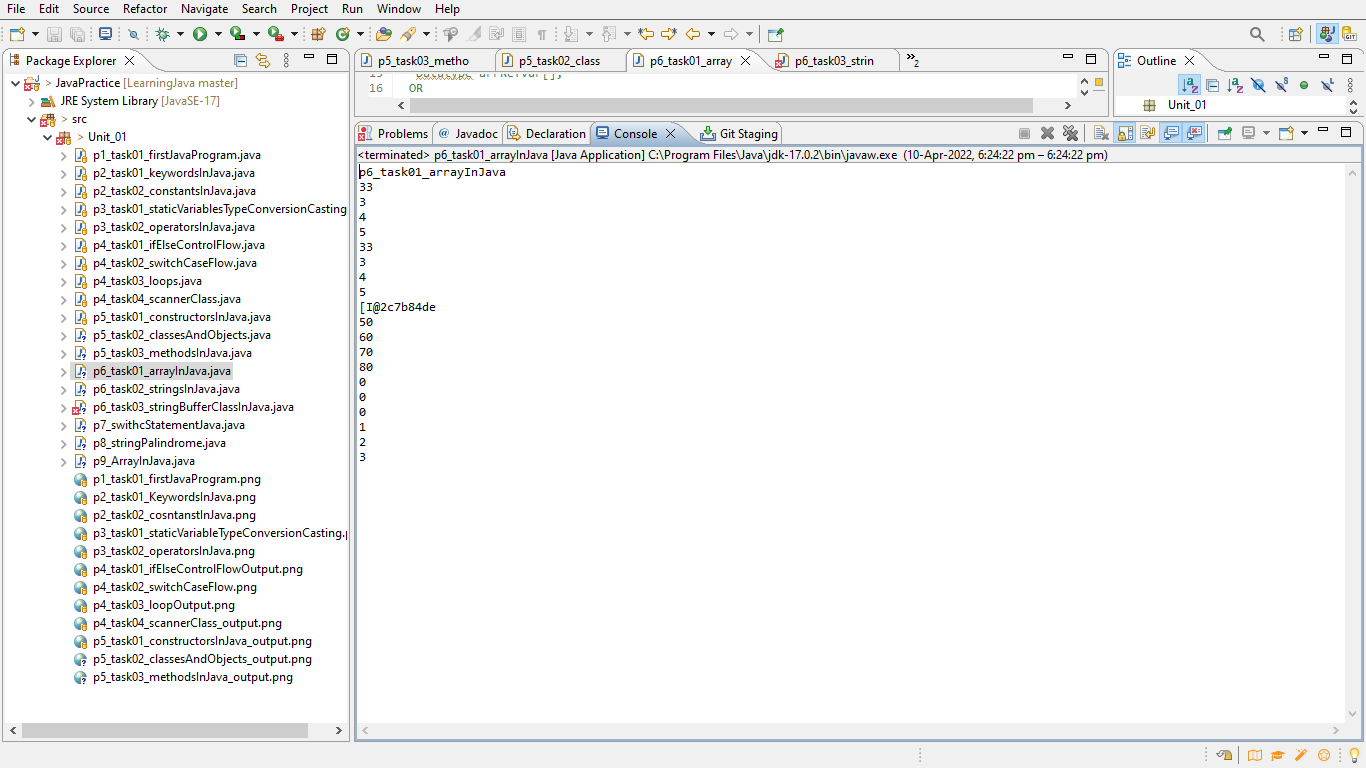 File Edit Source Refactor Navigate Search Project Run Window Help
Package Explorer
> JavaPractice [LearningJava master]
JRE System Library [JavaSE-17]
> src
> Unit_01
p1_task01_firstJavaProgram.java
p2_task01_keywordsInJava.java
p2_task02_constantsInJava.java
p3_task01_staticVariablesTypeConversionCasting
p3_task02_operatorsInJava.java
p4_task01_ifElseControlFlow.java
p4_task02_switchCaseFlow.java
p4_task03_loops.java
p4_task04_scannerClass.java
p5_task01_constructorsInJava.java
p5_task02_classesAndObjects.java
p5_task03_methodsInJava.java
p6_task01_arrayInJava.java
p6_task02_stringsInJava.java
p6_task03_stringBufferClassInJava.java
p7_swithcStatementJava.java
p8_stringPalindrome.java
p9_ArrayInJava.java
p1_task01_firstJavaProgram.png
p2_task01_KeywordsInJava.png
p2_task02_cosntanstInJava.png
p3_task01_staticVariableTypeConversionCasting.p
p3_task02_operatorsInJava.png
p4_task01_ifElseControlFlowOutput.png
p4_task02_switchCaseFlow.png
p4_task03_loopOutput.png
p4_task04_scannerClass_output.png
p5_task01_constructorsInJava_output.png
p5_task02_classesAndObjects_output.png
p5_task03_methodsInJava_output.png
p5_task03_metho p5_task02_class p6_task01_array p6_task03_strin »2
16 OR
Outline
Unit_01
Problems @ Javadoc Declaration Console Git Staging
<terminated> p6_task01_arrayInJava [Java Application] C:\Program Files\Java\jdk-17.0.2\bin\javaw.exe (10-Apr-2022, 6:24:22 pm – 6:24:22 pm)
p6_task01_arrayInJava
33
3
4
5
33
3
4
5
[I@2c7b84de
50
60
70
80
0
0
0
1
2
3